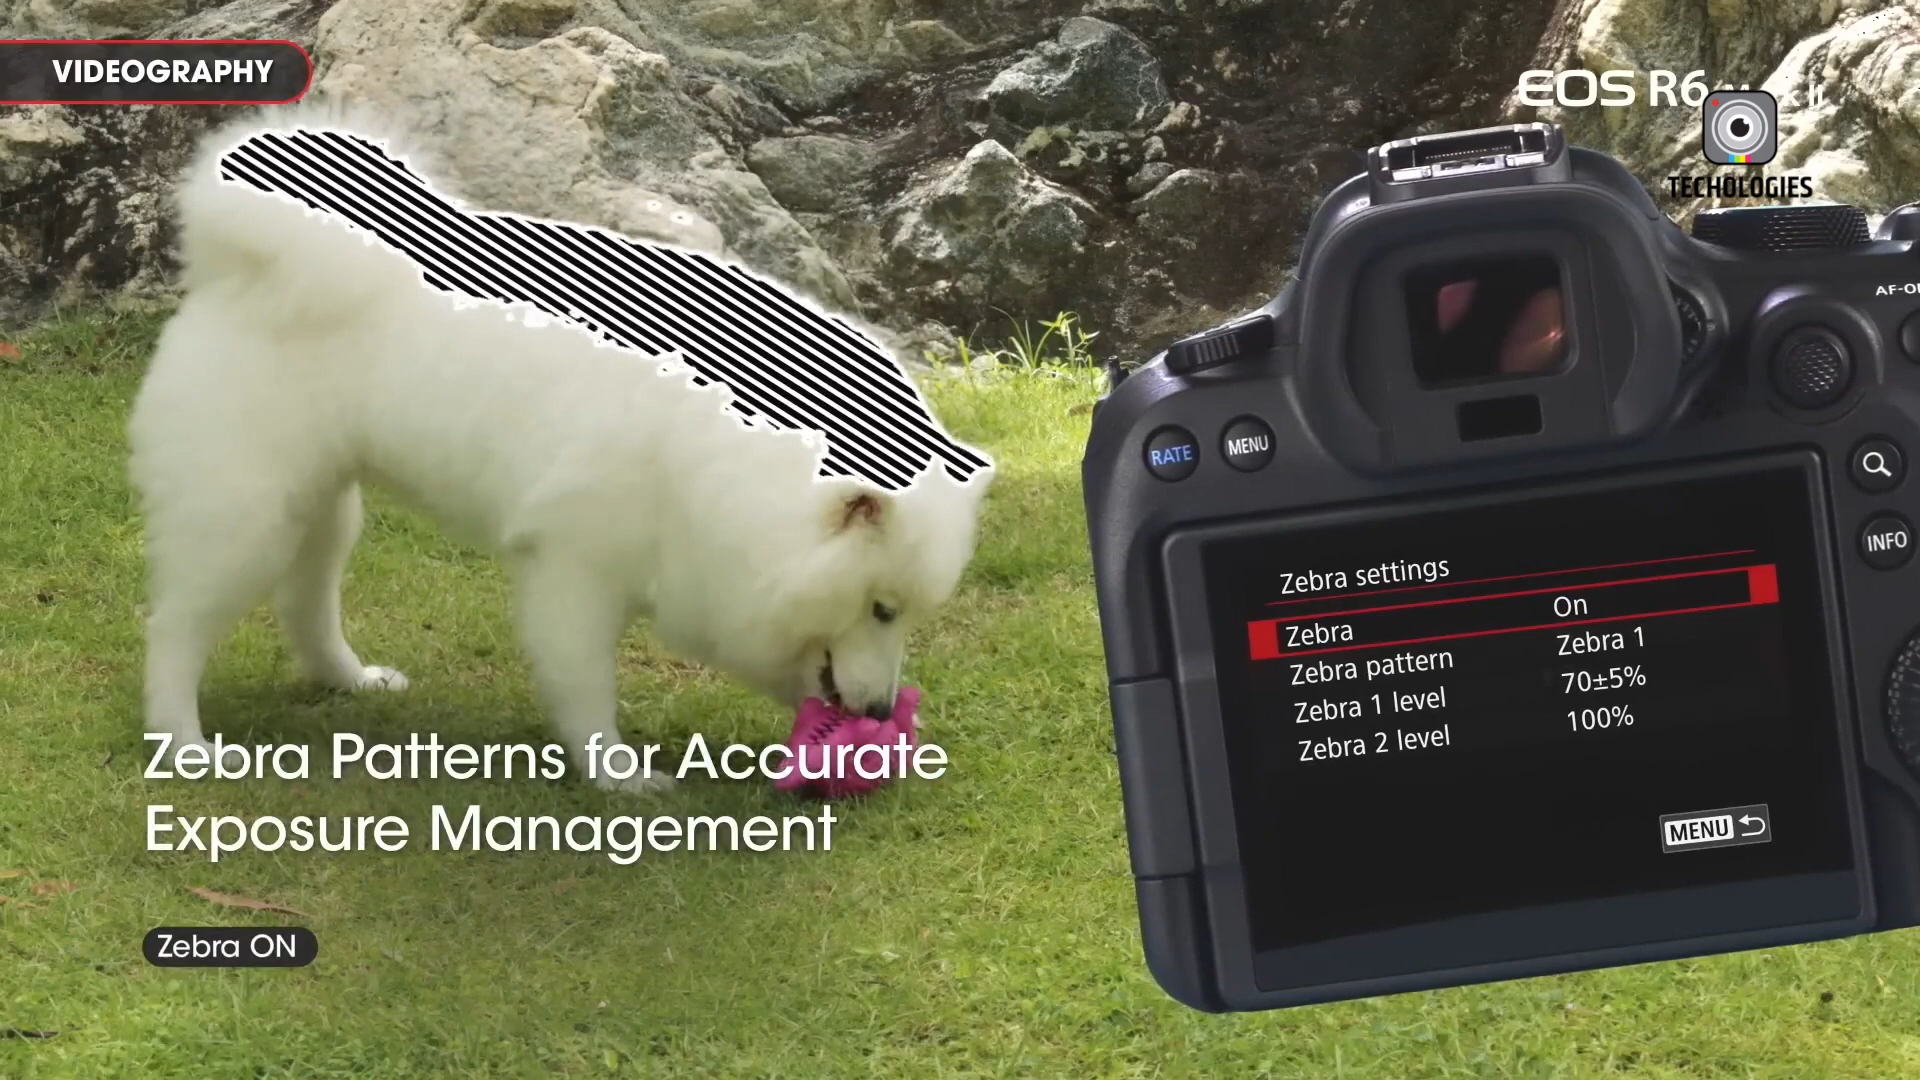 VIDEOGRAPHY
EOS R6
TECHOLOGIES
AF-O
RATE
MENU
INFO
Zebra settings
Zebra On
Zebra pattern Zebra 1
Zebra 1 level 70±5%
Zebra 2 level 100%
MENU
Zebra Patterns for Accurate
Exposure Management
Zebra ON